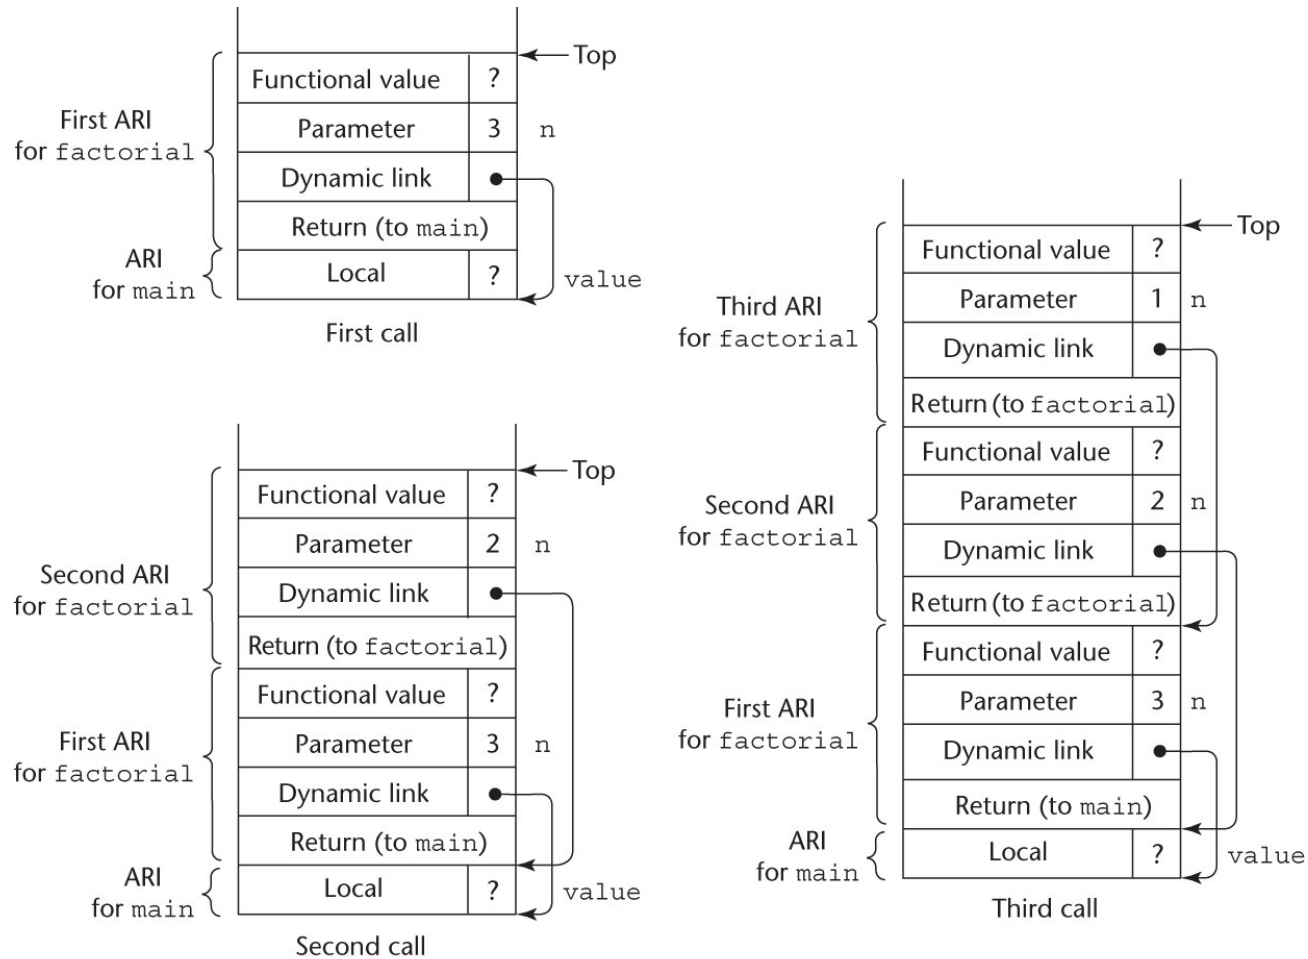 Top
Functional value ?
First ARI
for factorial
Parameter 3 n
Dynamic link
Return (to main)
ARI
for main
Local ? value
First call
Top
Functional value ?
Parameter 2 n
Second ARI
for factorial
Dynamic link
Return (to factorial)
Functional value ?
First ARI
for factorial
Parameter 3 n
Dynamic link
Return (to main)
ARI
for main
Local ? value
Second call
Top
Functional value ?
Third ARI
for factorial
Parameter 1 n
Dynamic link
Return (to factorial)
Functional value ?
Second ARI
for factorial
Parameter 2 n
Dynamic link
Return (to factorial)
Functional value ?
First ARI
for factorial
Parameter 3 n
Dynamic link
Return (to main)
ARI
for main
Local ? value
Third call